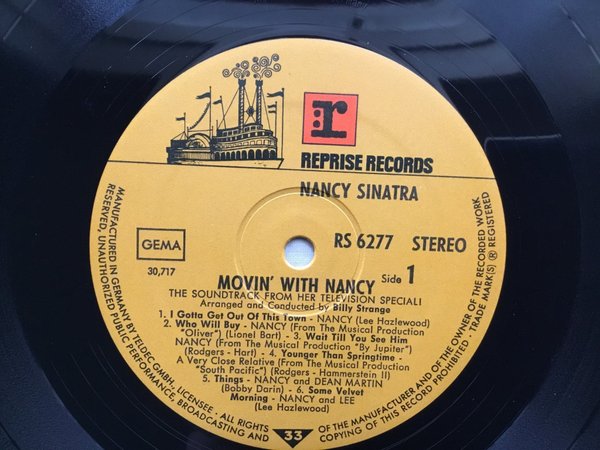 r
REPRISE RECORDS
NANCY SINATRA
GEMA
30,717
RS 6277 STEREO
MOVIN' WITH NANCY Side 1
THE SOUNDTRACK FROM HER TELEVISION SPECIAL!
Arranged and Conducted by Billy Strange
1. I Gotta Get Out Of This Town - NANCY (Lee Hazlewood)
2. Who Will Buy - NANCY (From The Musical Production
"Oliver") (Lionel Bart) - 3. Wait Till You See Him
NANCY (From The Musical Production "By Jupiter")
(Rodgers - Hart) - 4. Younger Than Springtime -
A Very Close Relative (From The Musical Production
"South Pacific") (Rodgers - Hammerstein II)
5. Things - NANCY and DEAN MARTIN
(Bobby Darin) - 6. Some Velvet
Morning - NANCY and LEE
(Lee Hazlewood)
MANUFACTURED IN GERMANY BY TELDEC GMBH, LICENSEE. ALL RIGHTS OF THE MANUFACTURER AND OF THE OWNER OF THE RECORDED WORK
RESERVED, UNAUTHORIZED PUBLIC PERFORMANCE, BROADCASTING AND COPYING OF THIS RECORD PROHIBITED · TRADE MARK(S) ® REGISTERED
33